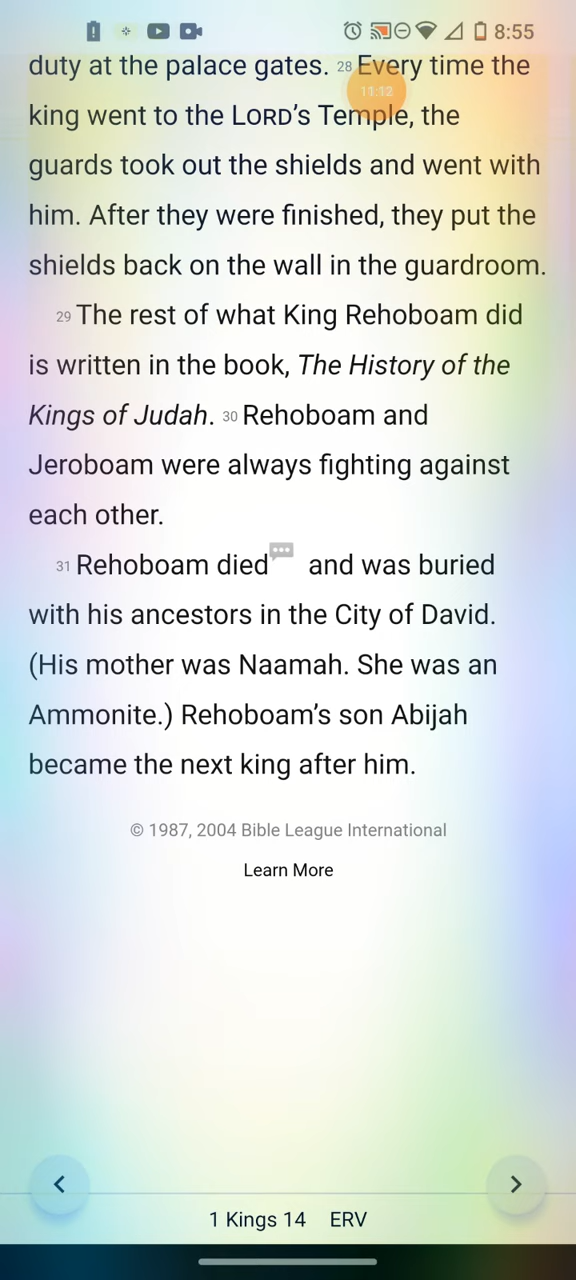 8:55
duty at the palace gates. 28 Every time the
11:12
king went to the LORD’s Temple, the
guards took out the shields and went with
him. After they were finished, they put the
shields back on the wall in the guardroom.
29 The rest of what King Rehoboam did
is written in the book, The History of the
Kings of Judah. 30 Rehoboam and
Jeroboam were always fighting against
each other.
31 Rehoboam died and was buried
with his ancestors in the City of David.
(His mother was Naamah. She was an
Ammonite.) Rehoboam’s son Abijah
became the next king after him.
© 1987, 2004 Bible League International
Learn More
1 Kings 14 ERV